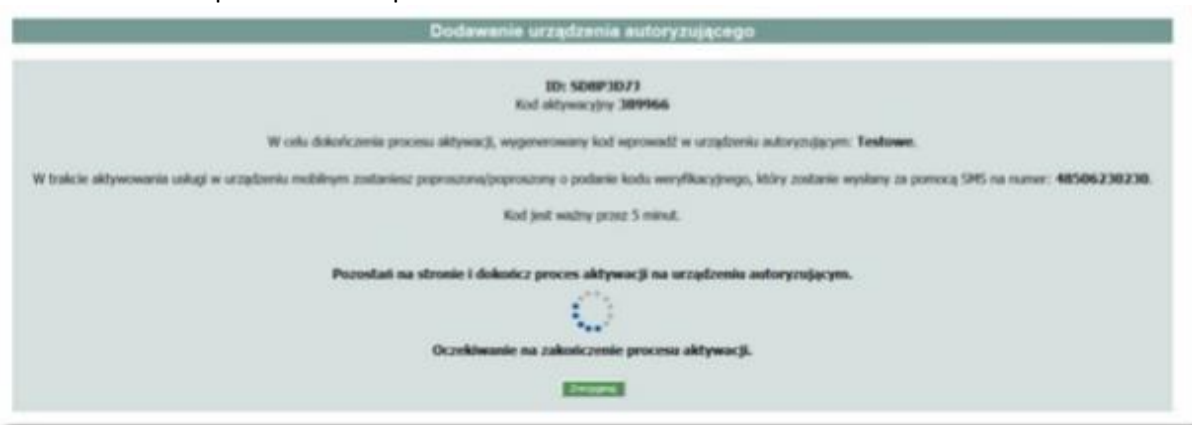 Dodawanie urządzenia autoryzującego
ID: SD8P3D73
Kod aktywacyjny 389966
W celu dokończenia procesu aktywacji, wygenerowany kod wprowadź w urządzeniu autoryzującym: Testowe.
W trakcie aktywowania usługi w urządzeniu mobilnym zostaniesz poproszona/poproszony o podanie kodu weryfikacyjnego, który zostanie wysłany za pomocą SMS na numer: 48506230230.
Kod jest ważny przez 5 minut.
Pozostań na stronie i dokończ proces aktywacji na urządzeniu autoryzującym.
Oczekiwanie na zakończenie procesu aktywacji.